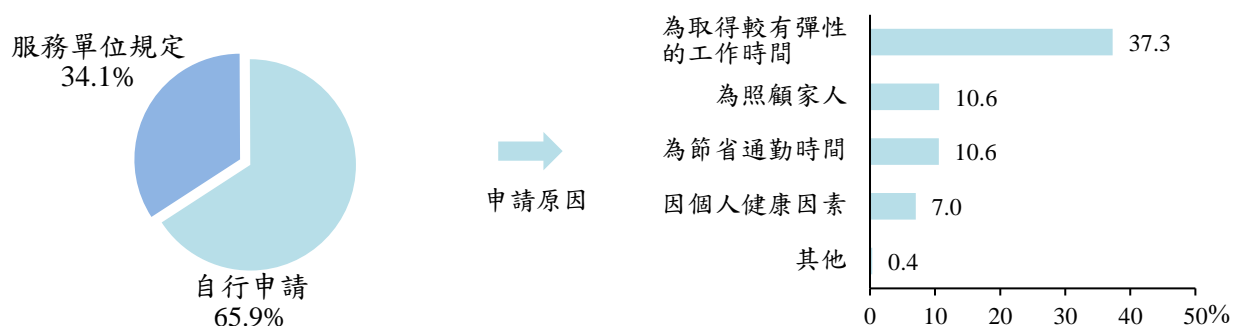 服務單位規定
34.1%
自行申請
65.9%
申請原因
為取得較有彈性
的工作時間
37.3
為照顧家人
10.6
為節省通勤時間
10.6
因個人健康因素
7.0
其他
0.4
0 10 20 30 40 50%